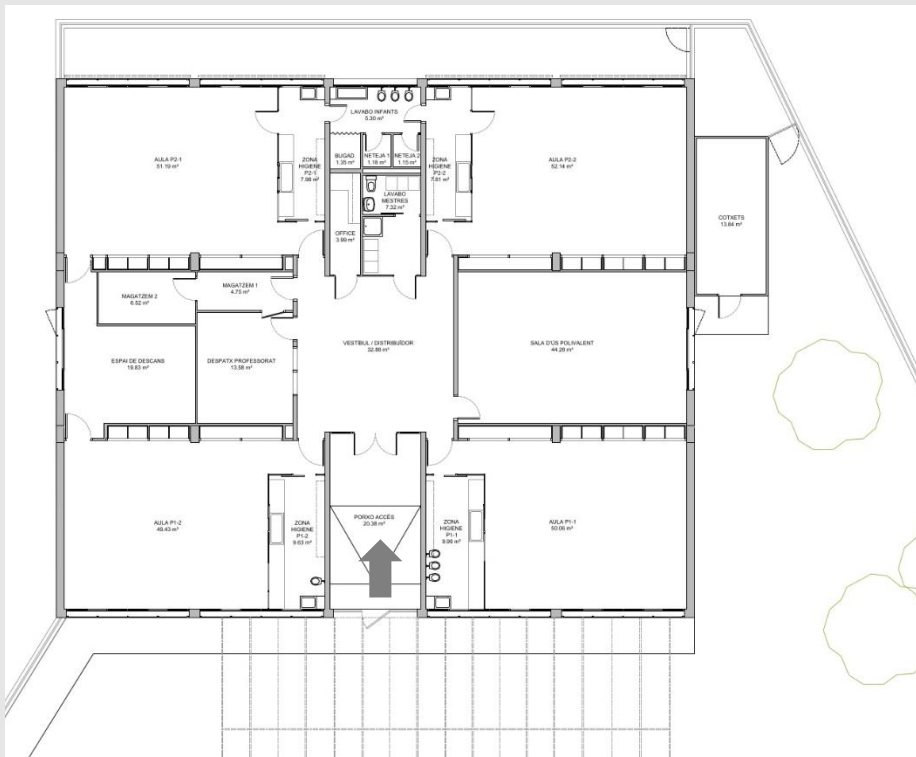 LAVABO INFANTS
5.30 m²
AULA P2-1
51.19 m²
ZONA
HIGIENE
P2-1
7.98 m²
BUGAD.
1.35 m²
NETEJA 1
1.18 m²
NETEJA 2
1.15 m²
ZONA
HIGIENE
P2-2
7.91 m²
AULA P2-2
52.14 m²
LAVABO
MESTRES
7.32 m²
OFFICE
3.99 m²
COTXETS
13.84 m²
MAGATZEM 1
4.75 m²
MAGATZEM 2
6.52 m²
ESPAI DE DESCANS
19.83 m²
DESPATX PROFESSORAT
13.58 m²
VESTÍBUL / DISTRIBUÏDOR
32.86 m²
SALA D'ÚS POLIVALENT
44.28 m²
AULA P1-2
49.43 m²
ZONA
HIGIENE
P1-2
9.63 m²
PORXO ACCÉS
20.38 m²
ZONA
HIGIENE
P1-1
9.96 m²
AULA P1-1
50.06 m²